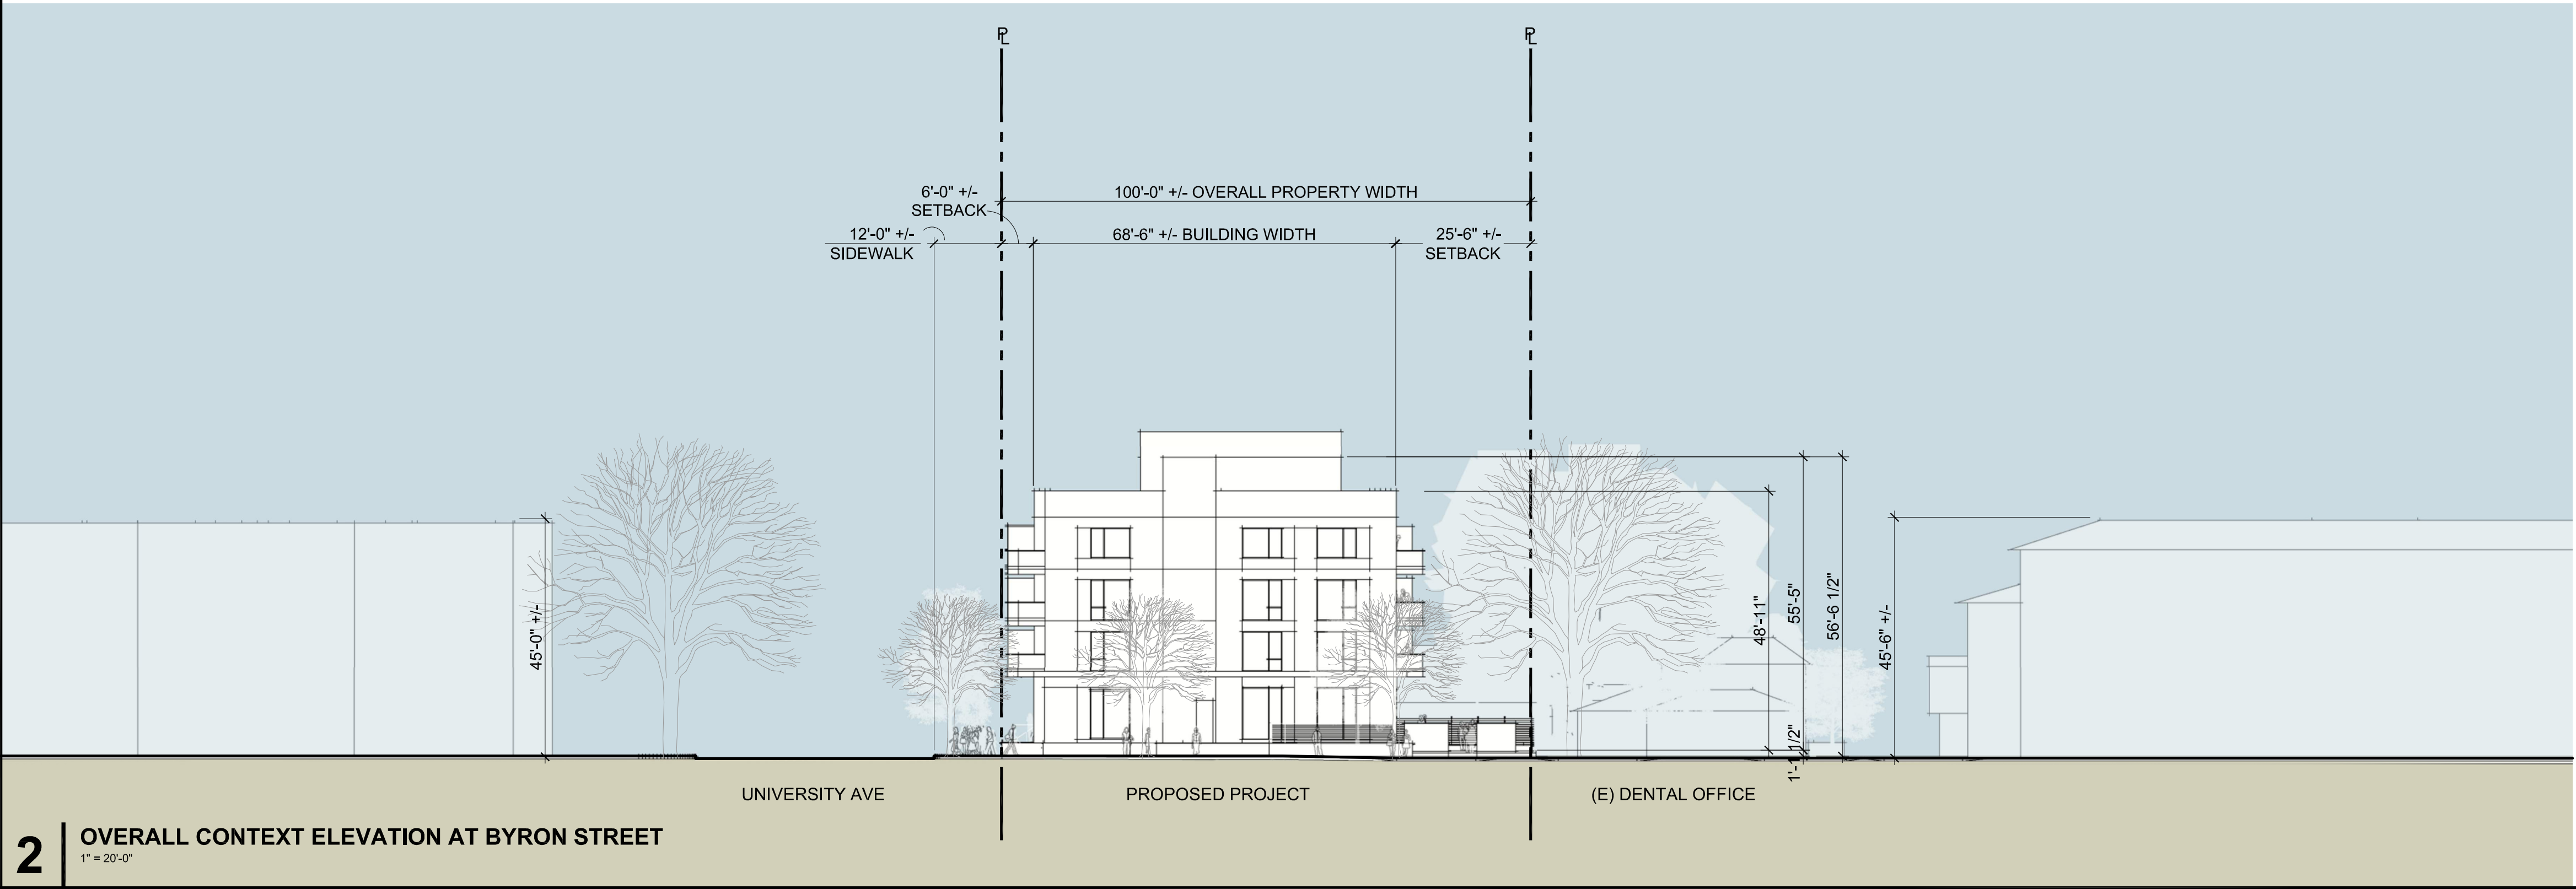 PL
PL
6'-0" +/-
SETBACK
100'-0" +/- OVERALL PROPERTY WIDTH
12'-0" +/-
SIDEWALK
68'-6" +/- BUILDING WIDTH
25'-6" +/-
SETBACK
45'-0" +/-
48'-11"
55'-5"
1'-1 1/2"
56'-6 1/2"
45'-6" +/-
UNIVERSITY AVE
PROPOSED PROJECT
(E) DENTAL OFFICE
2
OVERALL CONTEXT ELEVATION AT BYRON STREET
1" = 20'-0"